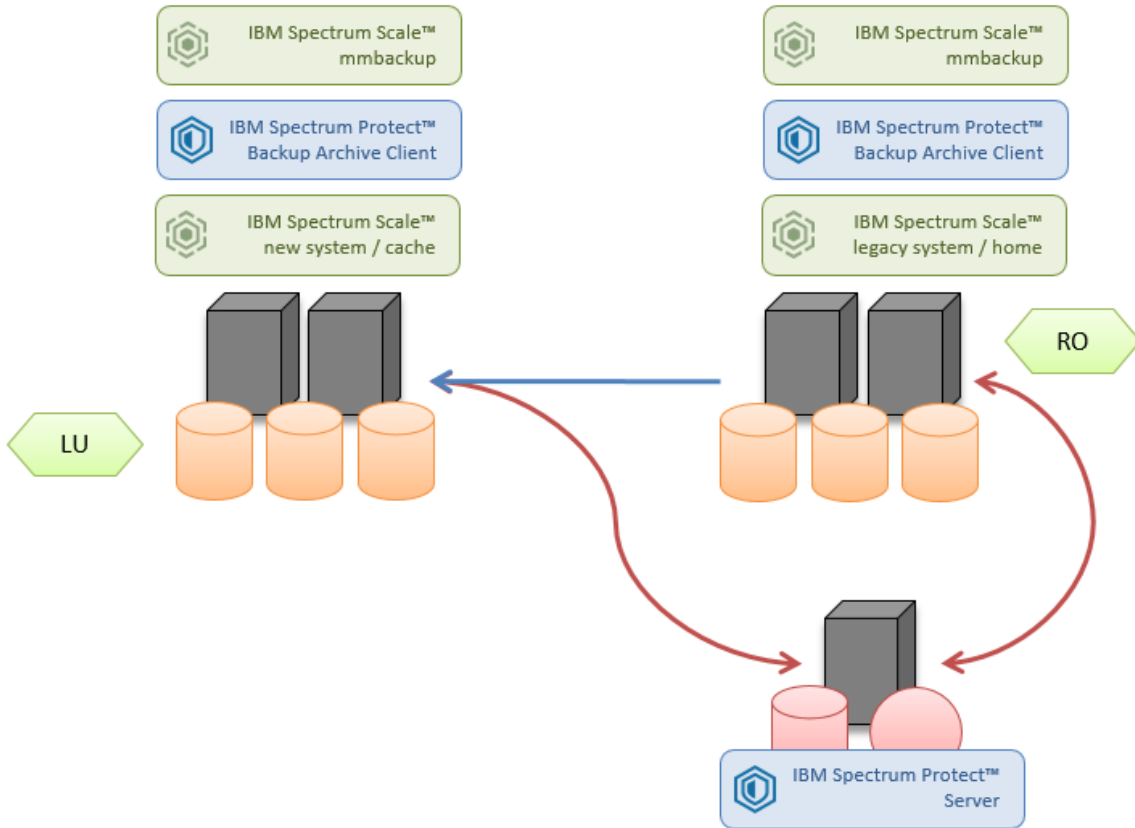 IBM Spectrum Scale™
mmbackup
IBM Spectrum Scale™
mmbackup
IBM Spectrum Protect™
Backup Archive Client
IBM Spectrum Protect™
Backup Archive Client
IBM Spectrum Scale™
new system / cache
IBM Spectrum Scale™
legacy system / home
RO
LU
IBM Spectrum Protect™
Server